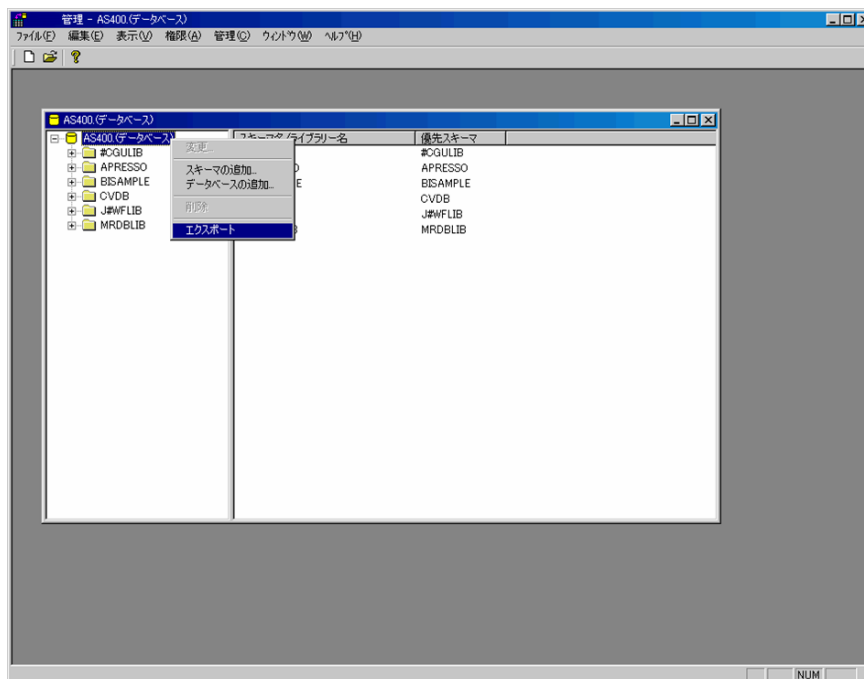 管理 - AS400.(データベース)
ファイル(F) 編集(E) 表示(V) 権限(A) 管理(C) ウィンドウ(W) ヘルプ(H)
AS400.(データベース)
AS400.(データベース) スキーマ名/ライブラリー名 優先スキーマ
#CGULIB #CGULIB
APRESSO APRESSO
BISAMPLE E BISAMPLE
CVDB CVDB
J#WFLIB J#WFLIB
MRDBLIB MRDBLIB
変更...
スキーマの追加...
データベースの追加...
削除
エクスポート
NUM